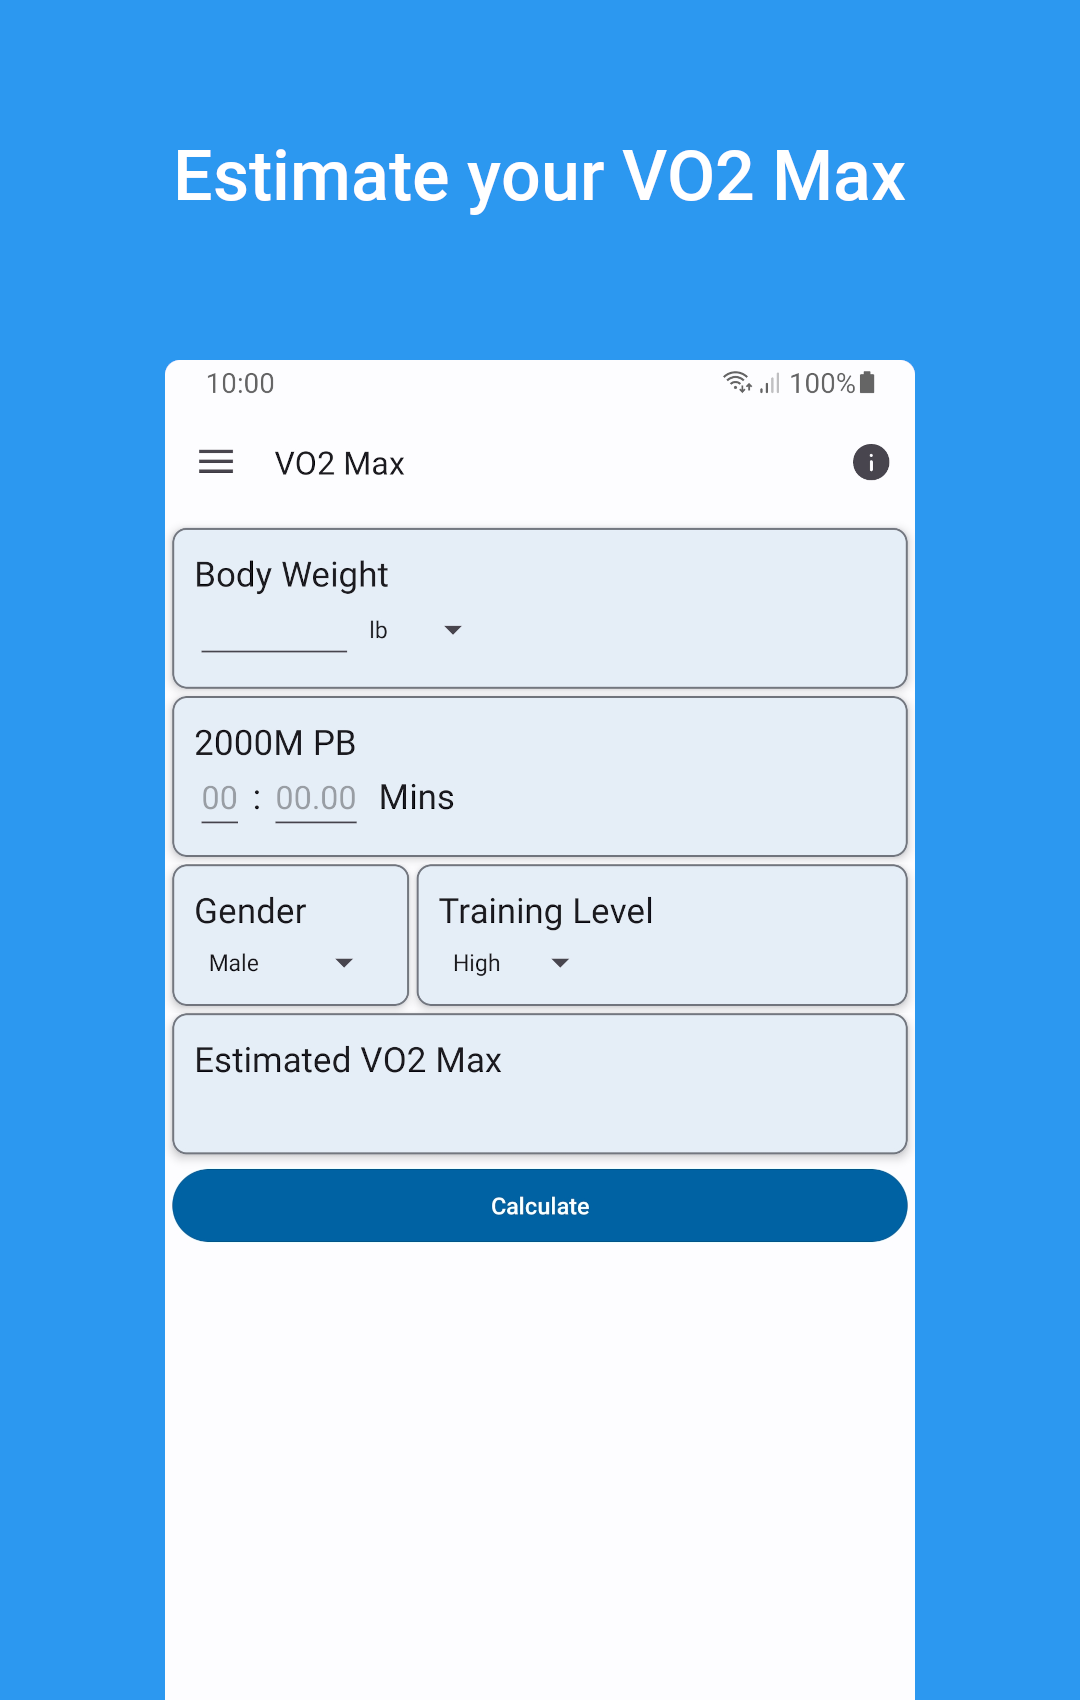 Estimate your VO2 Max
10:00 100%
VO2 Max
Body Weight
lb
2000M PB
00 : 00.00 Mins
Gender Training Level
Male High
Estimated VO2 Max
Calculate